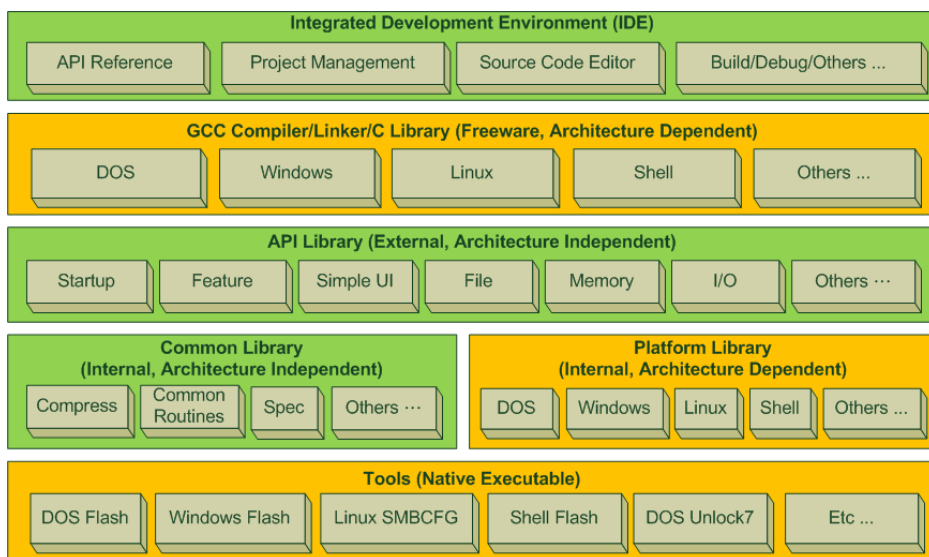 Integrated Development Environment (IDE)
API Reference
Project Management
Source Code Editor
Build/Debug/Others ...
GCC Compiler/Linker/C Library (Freeware, Architecture Dependent)
DOS
Windows
Linux
Shell
Others ...
API Library (External, Architecture Independent)
Startup
Feature
Simple UI
File
Memory
I/O
Others ⋯
Common Library
(Internal, Architecture Independent)
Compress
Common
Routines
Spec
Others ⋯
Platform Library
(Internal, Architecture Dependent)
DOS
Windows
Linux
Shell
Others ...
Tools (Native Executable)
DOS Flash
Windows Flash
Linux SMBCFG
Shell Flash
DOS Unlock7
Etc ...